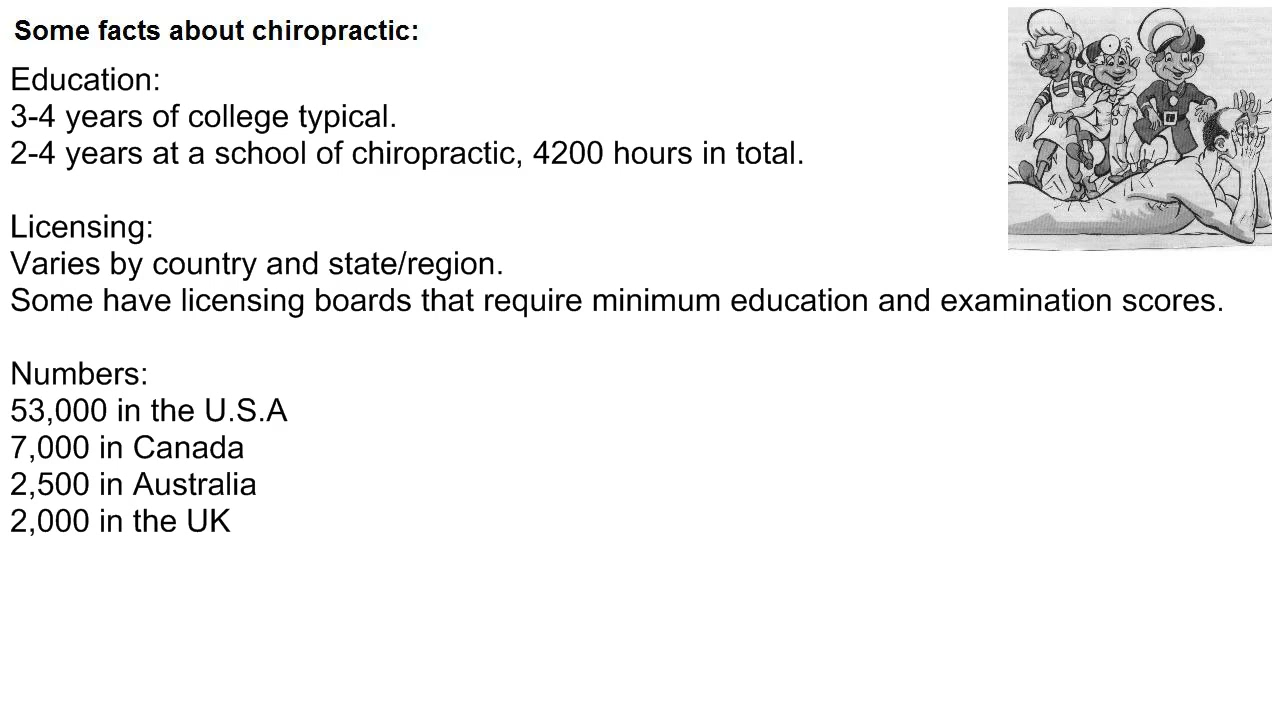 Some facts about chiropractic:
Education:
3-4 years of college typical.
2-4 years at a school of chiropractic, 4200 hours in total.
Licensing:
Varies by country and state/region.
Some have licensing boards that require minimum education and examination scores.
Numbers:
53,000 in the U.S.A
7,000 in Canada
2,500 in Australia
2,000 in the UK